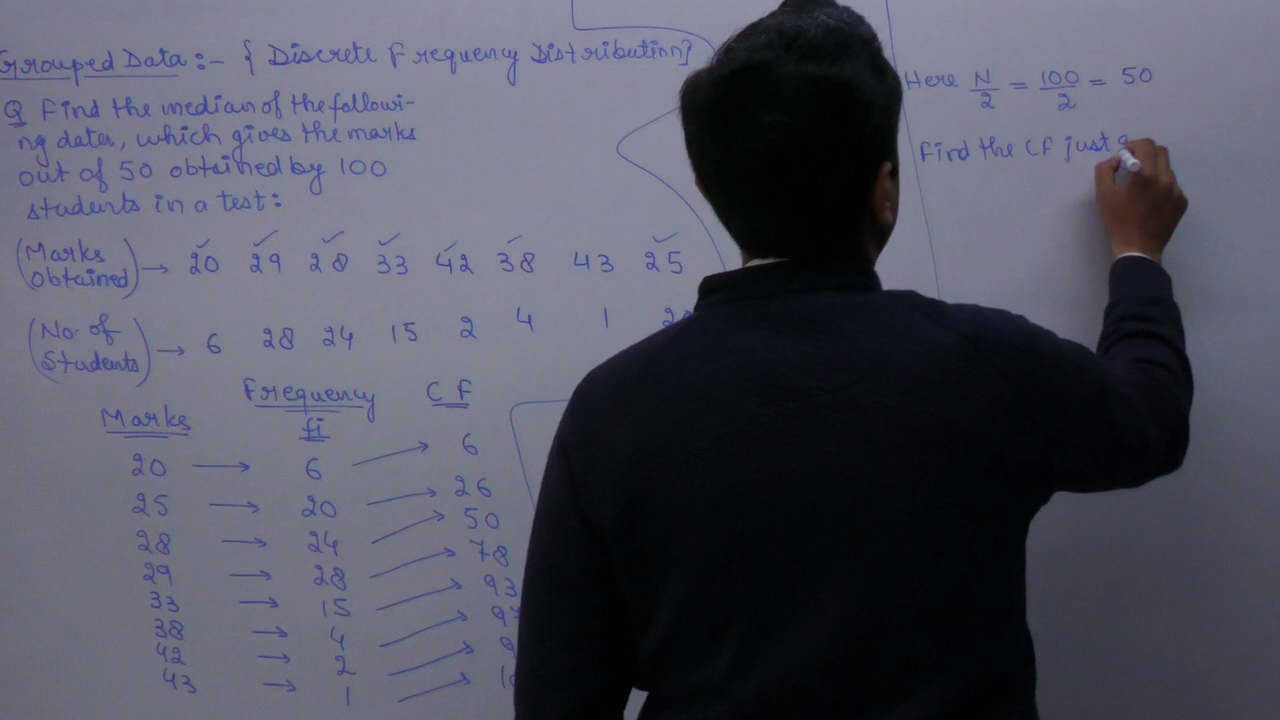 Grouped Data :- { Discrete Frequency Distribution}
Q Find the median of the followi-
ng data, which gives the marks
out of 50 obtained by 100
students in a test:
(Marks Obtained) → 20 29 28 33 42 38 43 25
(No. of Students) → 6 28 24 15 2 4 1
Marks Frequency fi C F
20 → 6 → 6
25 → 20 → 26
28 → 24 → 50
29 → 28 → 78
33 → 15 → 93
38 → 4 →
42 → 2 →
43 → 1 →
Here N/2 = 100/2 = 50
Find the CF just